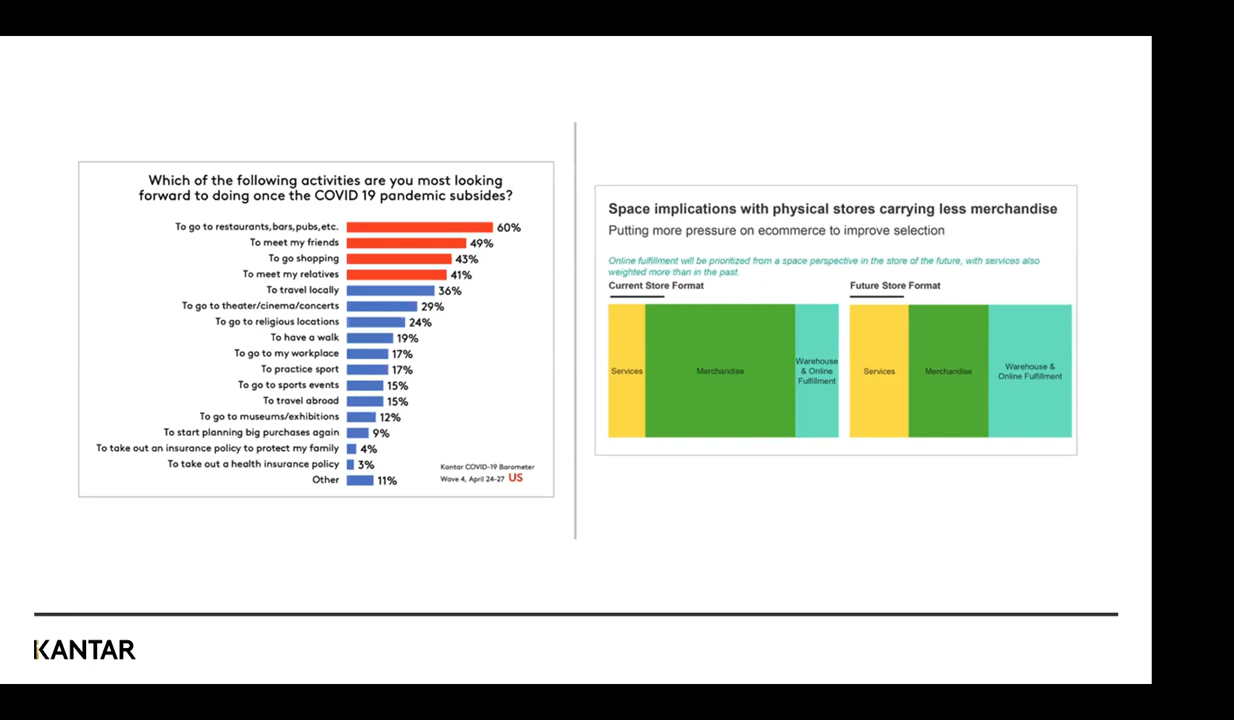 Which of the following activities are you most looking
forward to doing once the COVID 19 pandemic subsides?
To go to restaurants,bars,pubs,etc. 60%
To meet my friends 49%
To go shopping 43%
To meet my relatives 41%
To travel locally 36%
To go to theater/cinema/concerts 29%
To go to religious locations 24%
To have a walk 19%
To go to my workplace 17%
To practice sport 17%
To go to sports events 15%
To travel abroad 15%
To go to museums/exhibitions 12%
To start planning big purchases again 9%
To take out an insurance policy to protect my family 4%
To take out a health insurance policy 3%
Other 11%
Kantar COVID-19 Barometer
Wave 4, April 24-27 US
Space implications with physical stores carrying less merchandise
Putting more pressure on ecommerce to improve selection
Online fulfillment will be prioritized from a space perspective in the store of the future, with services also
weighted more than in the past.
Current Store Format
Services
Merchandise
Warehouse
& Online
Fulfillment
Future Store Format
Services
Merchandise
Warehouse &
Online Fulfillment
KANTAR